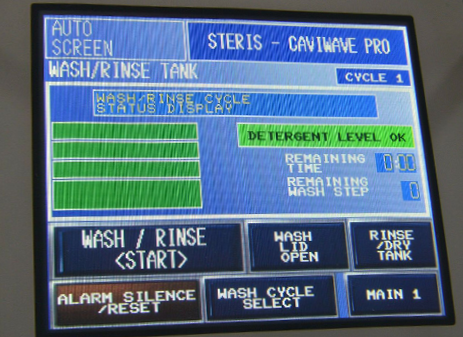 AUTO
SCREEN
STERIS - CAVIWAVE PRO
WASH/RINSE TANK
CYCLE 1
WASH/RINSE CYCLE
STATUS DISPLAY
DETERGENT LEVEL OK
REMAINING
TIME
0:00
REMAINING
WASH STEP
0
WASH / RINSE
<START>
WASH
LID
OPEN
RINSE
/DRY
TANK
ALARM SILENCE
/RESET
WASH CYCLE
SELECT
MAIN 1